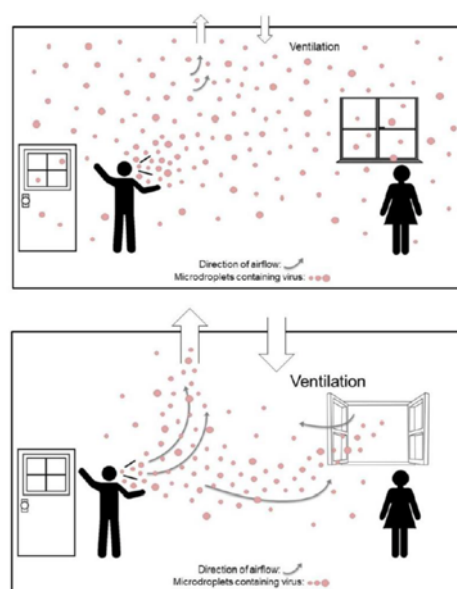 Ventilation
Direction of airflow:
Microdroplets containing virus:
Ventilation
Direction of airflow:
Microdroplets containing virus: